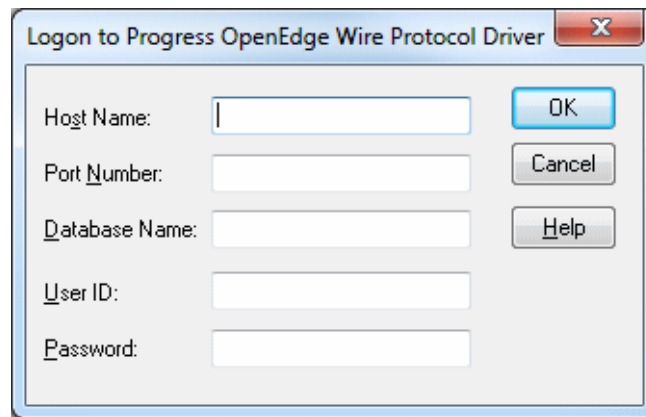 Logon to Progress OpenEdge Wire Protocol Driver
Host Name:
OK
Port Number:
Cancel
Database Name:
Help
User ID:
Password: